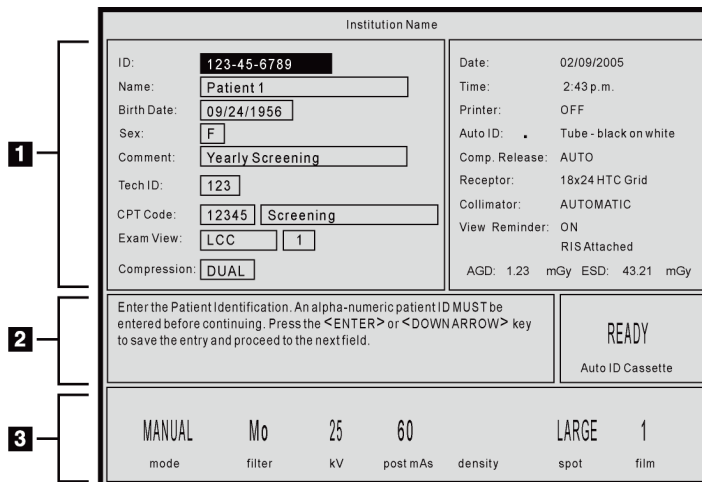 Institution Name
1
ID: 123-45-6789
Name: Patient 1
Birth Date: 09/24/1956
Sex: F
Comment: Yearly Screening
Tech ID: 123
CPT Code: 12345 Screening
Exam View: LCC 1
Compression: DUAL
Date: 02/09/2005
Time: 2:43 p.m.
Printer: OFF
Auto ID: . Tube - black on white
Comp. Release: AUTO
Receptor: 18x24 HTC Grid
Collimator: AUTOMATIC
View Reminder: ON
RIS Attached
AGD: 1.23 mGy ESD: 43.21 mGy
2
Enter the Patient Identification. An alpha-numeric patient ID MUST be
entered before continuing. Press the <ENTER> or <DOWN ARROW> key
to save the entry and proceed to the next field.
READY
Auto ID Cassette
3
MANUAL Mo 25 60 LARGE 1
mode filter kV post mAs density spot film